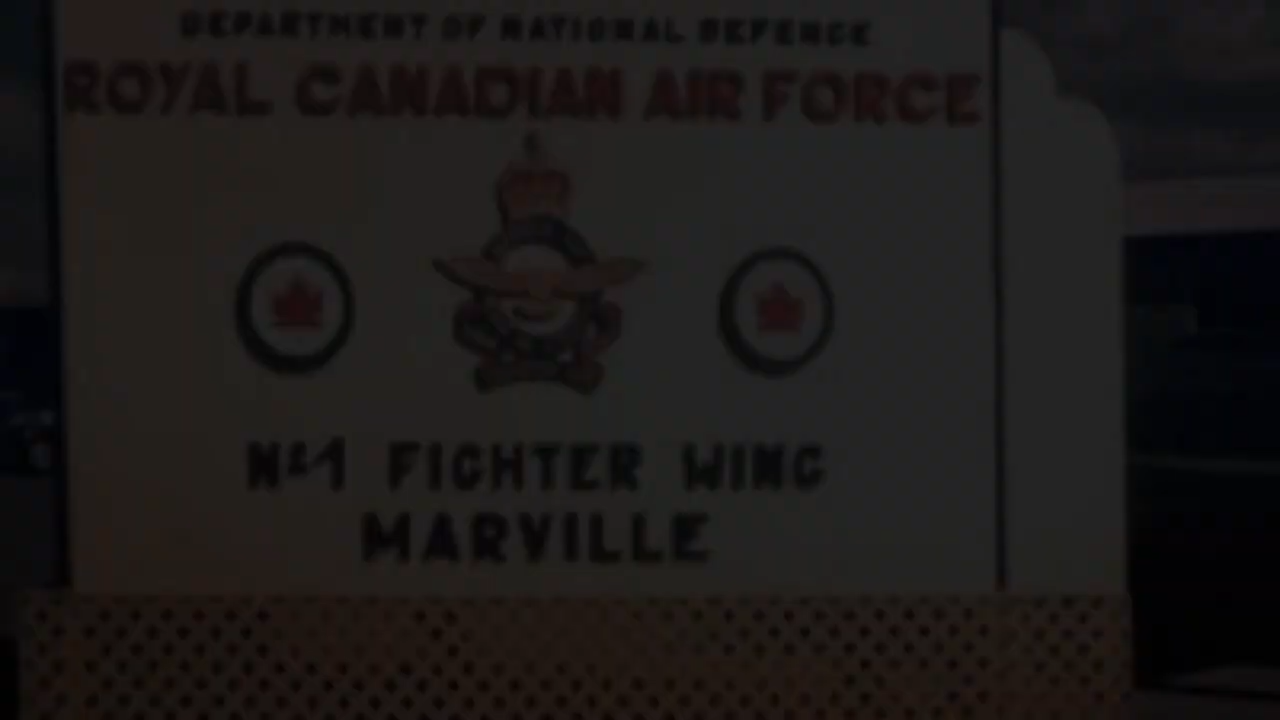 DEPARTMENT OF NATIONAL DEFENCE
ROYAL CANADIAN AIR FORCE
Nº1 FIGHTER WING
MARVILLE